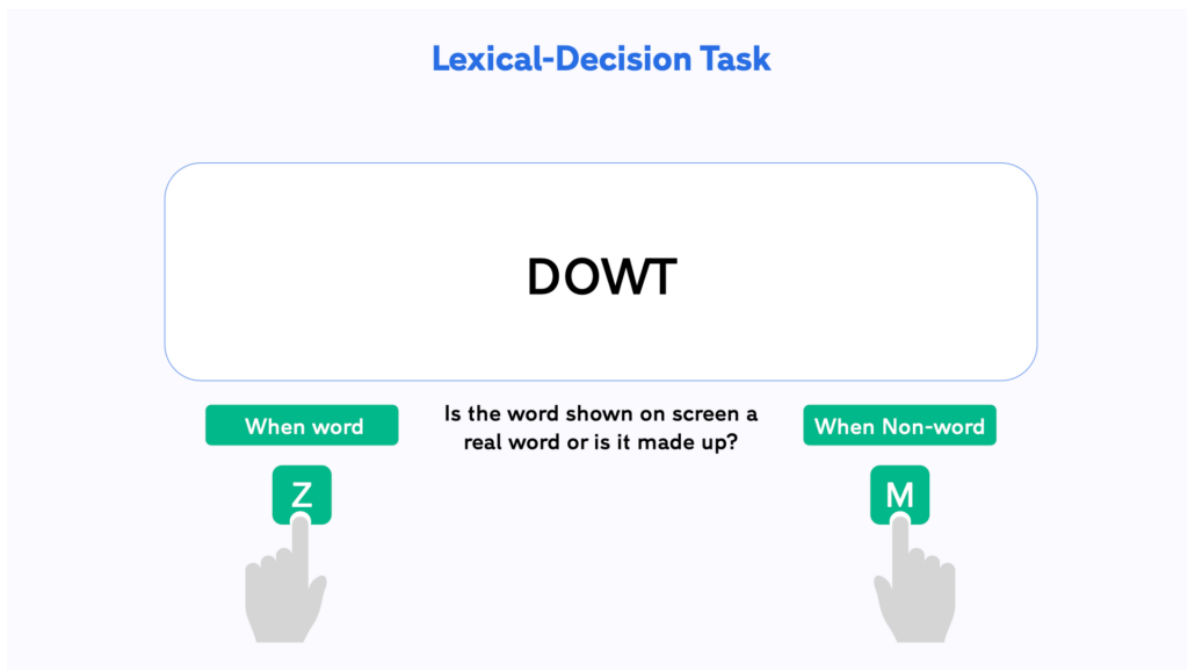 Lexical-Decision Task
DOWT
When word
Is the word shown on screen a
real word or is it made up?
When Non-word
Z
M